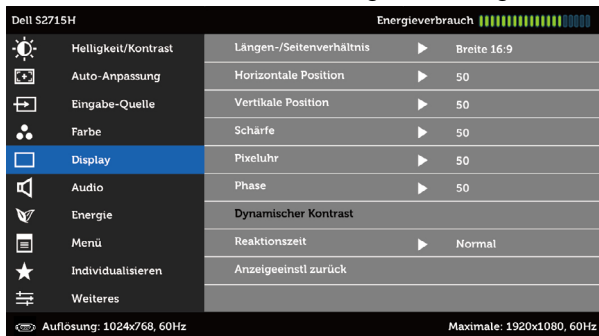 Dell S2715H Energieverbrauch
Helligkeit/Kontrast Längen-/Seitenverhältnis Breite 16:9
Auto-Anpassung Horizontale Position 50
Eingabe-Quelle Vertikale Position 50
Farbe Schärfe 50
Display Pixeluhr 50
Audio Phase 50
Energie Dynamischer Kontrast
Menü Reaktionszeit Normal
Individualisieren Anzeigeeinstl zurück
Weiteres
Auflösung: 1024x768, 60Hz Maximale: 1920x1080, 60Hz